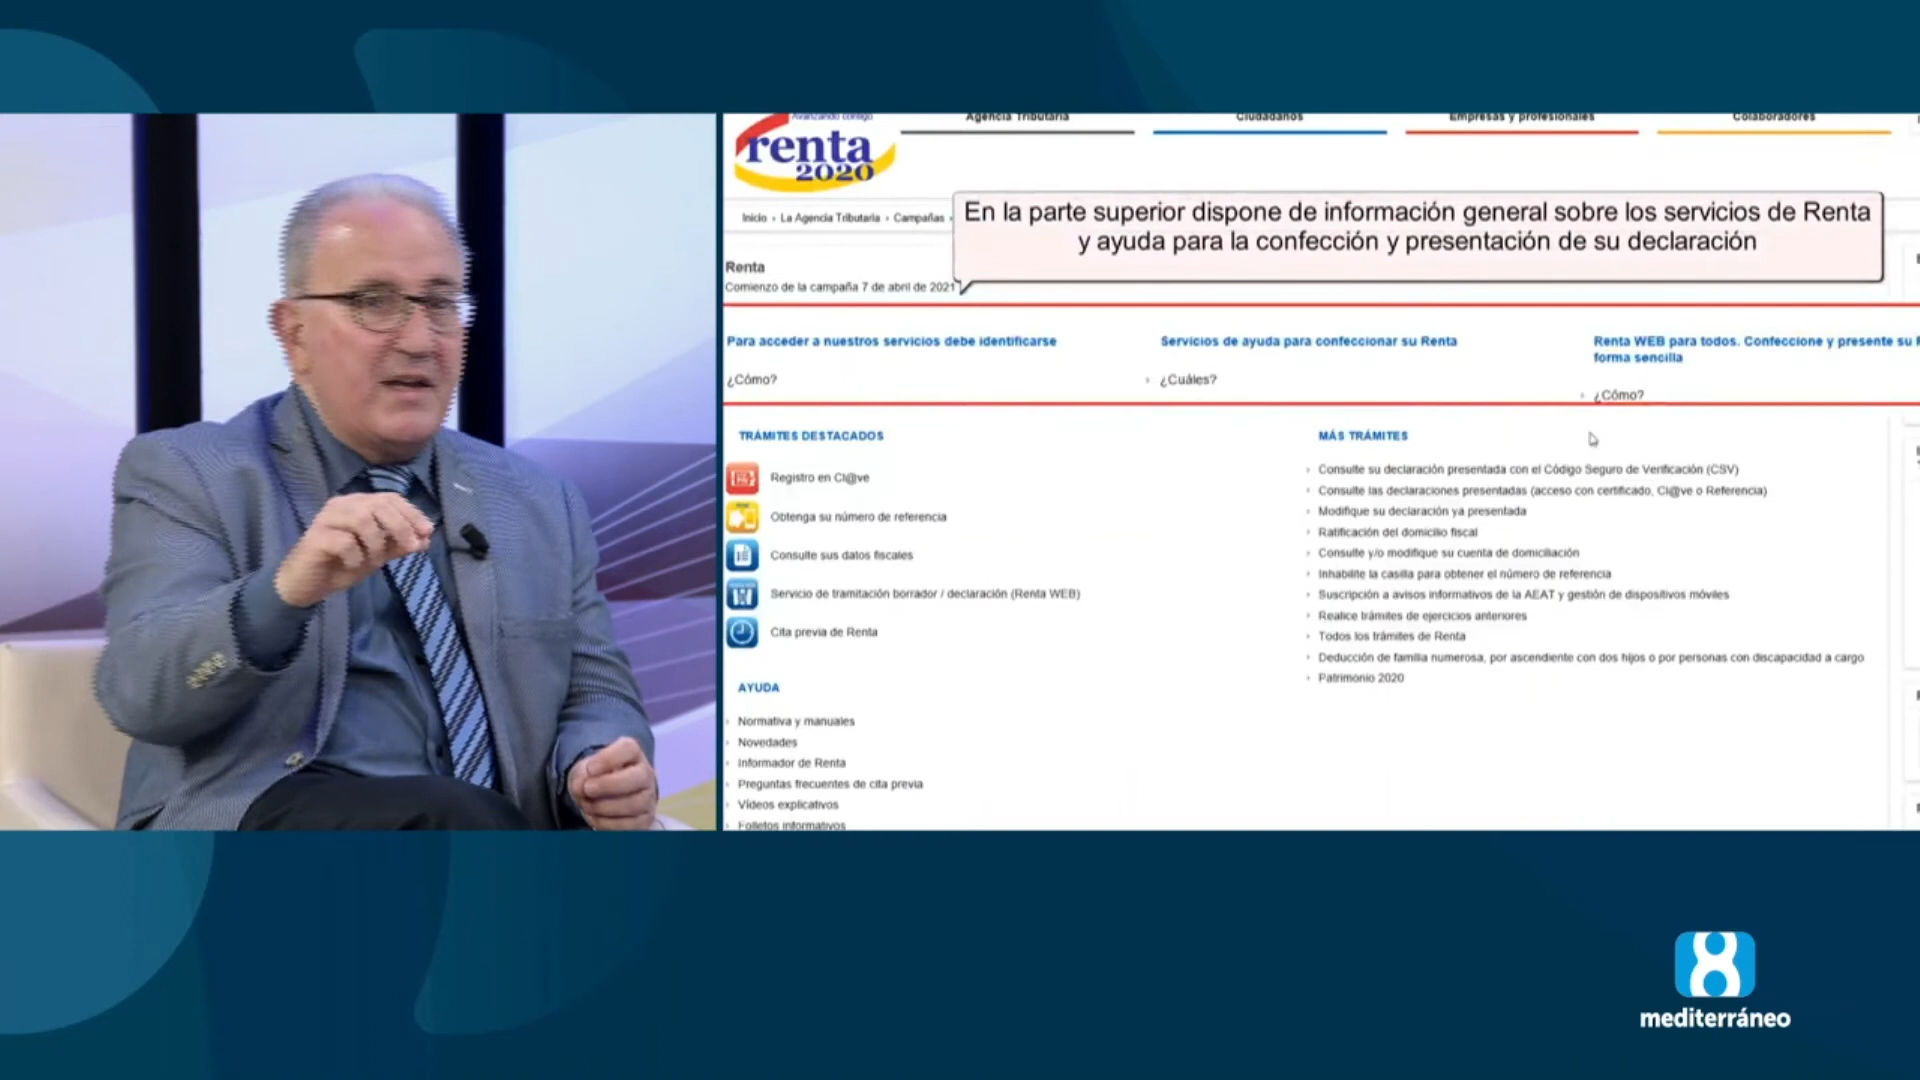 Avanzando contigo
renta
2020
Agencia Tributaria
Ciudadanos
Empresas y profesionales
Colaboradores
Inicio › La Agencia Tributaria › Campañas ›
En la parte superior dispone de información general sobre los servicios de Renta
y ayuda para la confección y presentación de su declaración
Renta
Comienzo de la campaña 7 de abril de 2021
Para acceder a nuestros servicios debe identificarse
¿Cómo?
Servicios de ayuda para confeccionar su Renta
¿Cuáles?
Renta WEB para todos. Confeccione y presente su
forma sencilla
¿Cómo?
TRÁMITES DESTACADOS
Registro en Cl@ve
Obtenga su número de referencia
Consulte sus datos fiscales
Servicio de tramitación borrador / declaración (Renta WEB)
Cita previa de Renta
AYUDA
Normativa y manuales
Novedades
Informador de Renta
Preguntas frecuentes de cita previa
Vídeos explicativos
Folletos informativos
MÁS TRÁMITES
Consulte su declaración presentada con el Código Seguro de Verificación (CSV)
Consulte las declaraciones presentadas (acceso con certificado, Cl@ve o Referencia)
Modifique su declaración ya presentada
Ratificación del domicilio fiscal
Consulte y/o modifique su cuenta de domiciliación
Inhabilite la casilla para obtener el número de referencia
Suscripción a avisos informativos de la AEAT y gestión de dispositivos móviles
Realice trámites de ejercicios anteriores
Todos los trámites de Renta
Deducción de familia numerosa, por ascendiente con dos hijos o por personas con discapacidad a cargo
Patrimonio 2020
8
mediterráneo